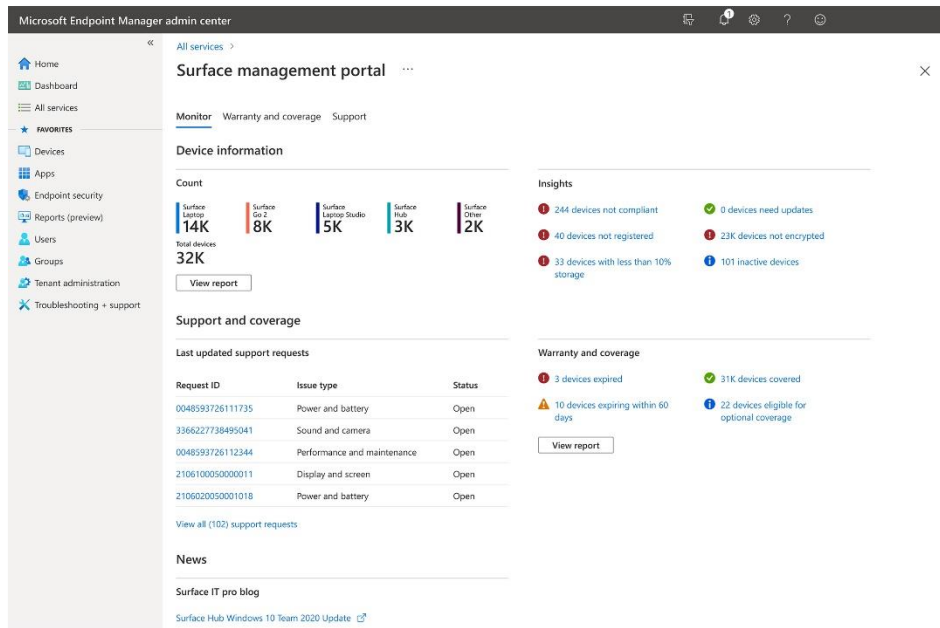 Microsoft Endpoint Manager admin center
1
«
Home
Dashboard
All services
FAVORITES
Devices
Apps
Endpoint security
Reports (preview)
Users
Groups
Tenant administration
Troubleshooting + support
All services >
Surface management portal ...
Monitor Warranty and coverage Support
Device information
Count
Surface Laptop
14K
Surface Go 2
8K
Surface Laptop Studio
5K
Surface Hub
3K
Surface Other
2K
Total devices
32K
View report
Insights
244 devices not compliant
0 devices need updates
40 devices not registered
23K devices not encrypted
33 devices with less than 10%
storage
101 inactive devices
Support and coverage
Last updated support requests
Request ID Issue type Status
0048593726111735 Power and battery Open
3366227738495041 Sound and camera Open
0048593726112344 Performance and maintenance Open
2106100050000011 Display and screen Open
2106020050001018 Power and battery Open
View all (102) support requests
Warranty and coverage
3 devices expired
31K devices covered
10 devices expiring within 60
days
22 devices eligible for
optional coverage
View report
News
Surface IT pro blog
Surface Hub Windows 10 Team 2020 Update